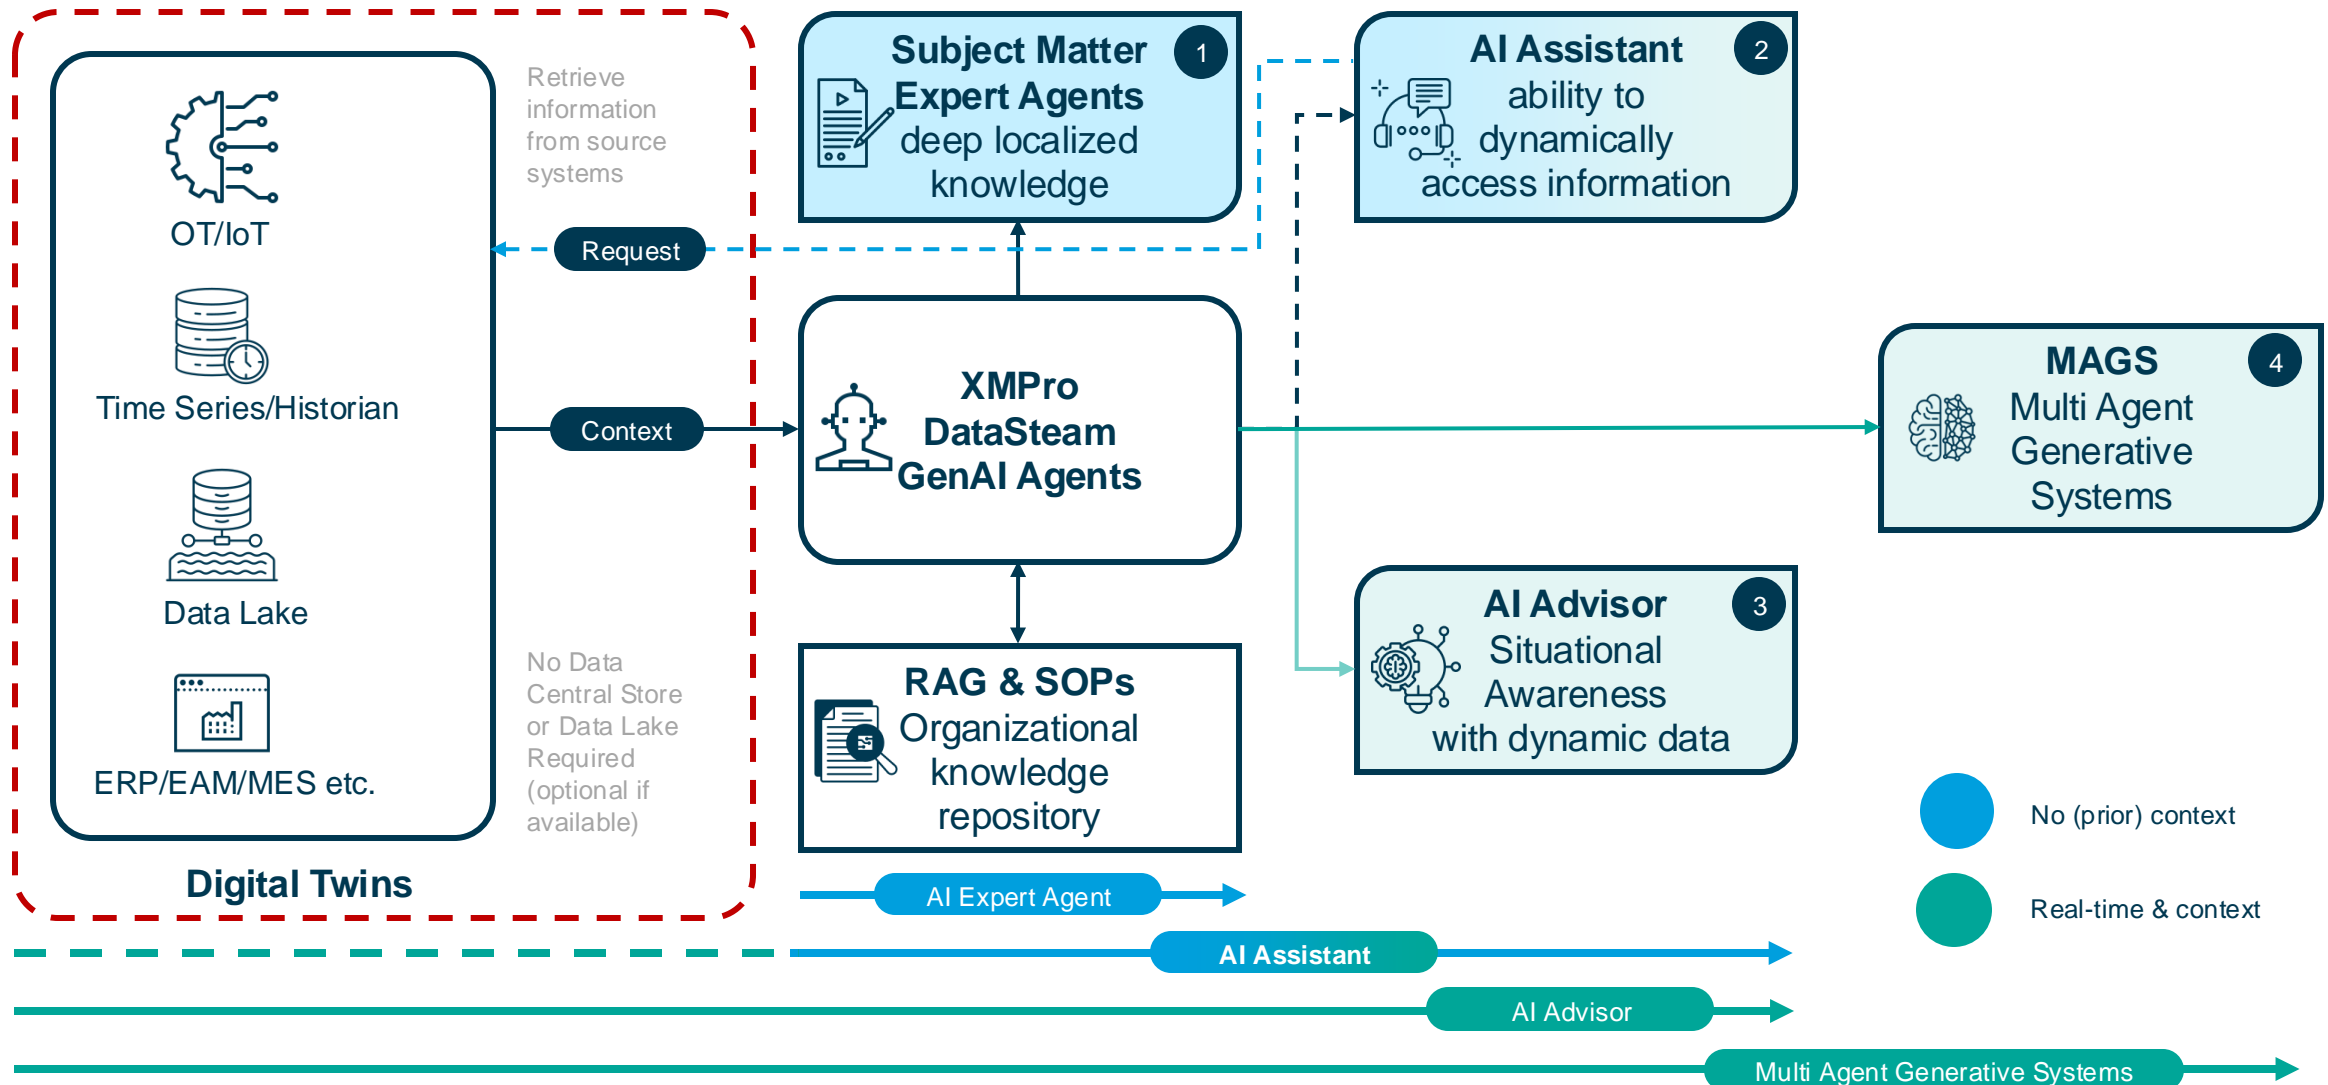 Retrieve
information
from source
systems
OT/IoT
Time Series/Historian
Data Lake
ERP/EAM/MES etc.
No Data
Central Store
or Data Lake
Required
(optional if
available)
Digital Twins
Request
Context
Subject Matter
Expert Agents
deep localized
knowledge
1
XMPro
DataSteam
GenAI Agents
RAG & SOPs
Organizational
knowledge
repository
AI Assistant
ability to
dynamically
access information
2
AI Advisor
Situational
Awareness
with dynamic data
3
MAGS
Multi Agent
Generative
Systems
4
No (prior) context
Real-time & context
AI Expert Agent
AI Assistant
AI Advisor
Multi Agent Generative Systems